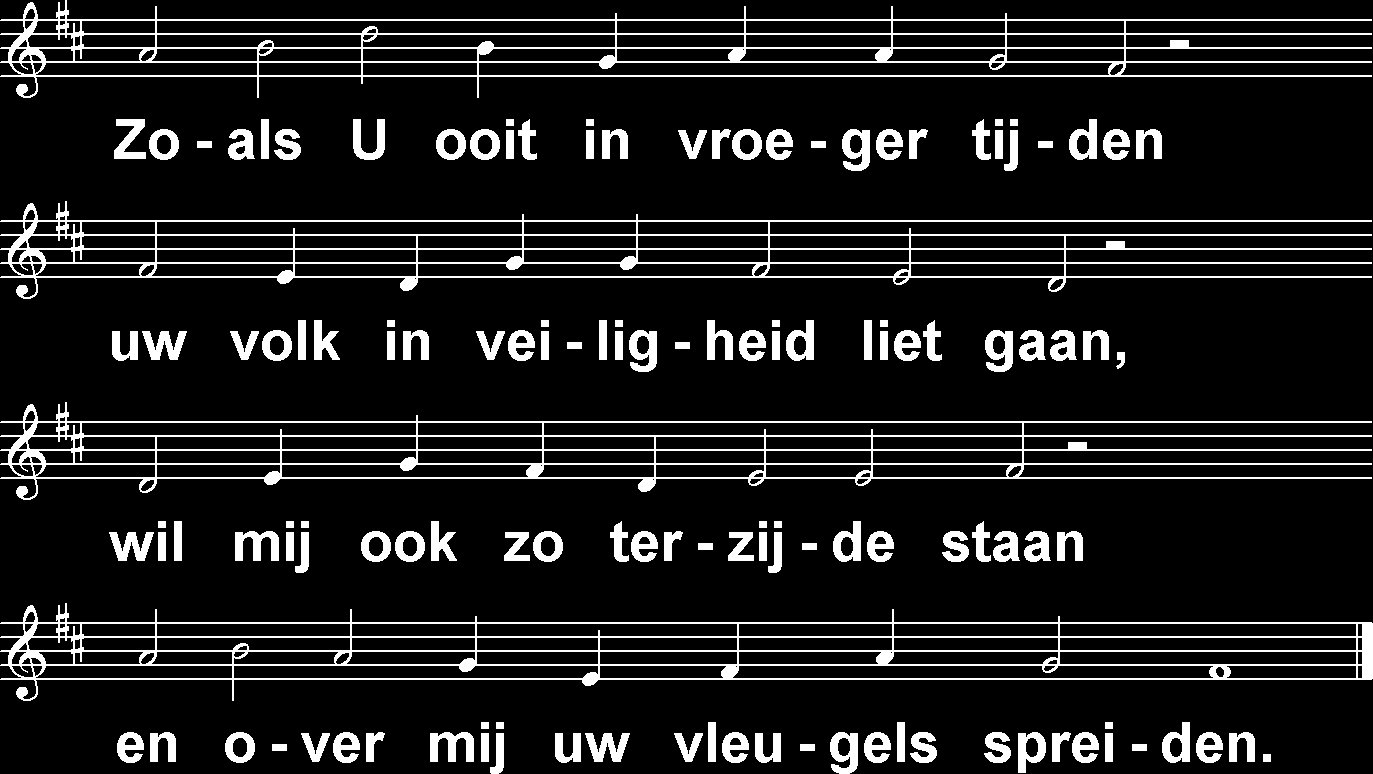 Zo - als U ooit in vroe - ger tij - den
uw volk in vei - lig - heid liet gaan,
wil mij ook zo ter - zij - de staan
en o - ver mij uw vleu - gels sprei - den.